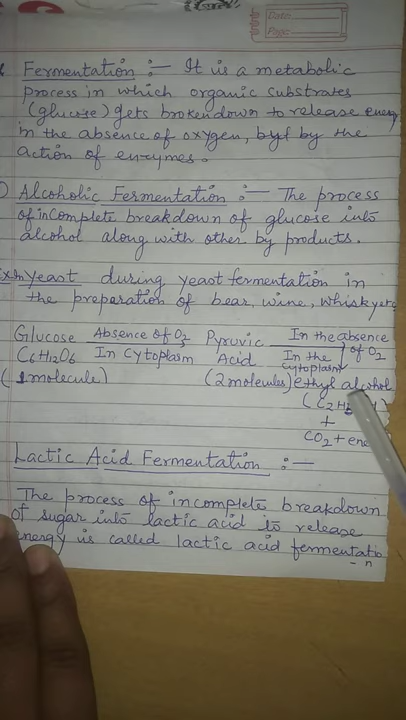 Date:
Page:
Fermentation :- It is a metabolic
process in which organic substrates
(glucose) gets broken down to release energy
in the absence of oxygen, by the
action of enzymes.
Alcoholic Fermentation :- The process
of incomplete breakdown of glucose into
alcohol along with other by products.
In yeast during yeast fermentation in
the preparation of bear, wine, whisky etc
Glucose Absence of O2 Pyruvic In the absence of O2
C6H12O6 In Cytoplasm Acid In the cytoplasm
(1 molecule) (2 molecules) ethyl alcohol
(C2H5
+
CO2 + ene
Lactic Acid Fermentation :-
The process of incomplete breakdown
of sugar into lactic acid to release
energy is called lactic acid fermentatio
- n